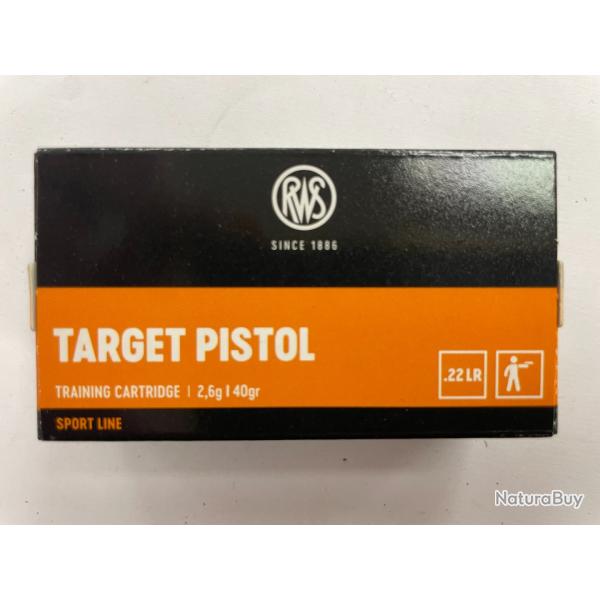 RWS
SINCE 1886
TARGET PISTOL
TRAINING CARTRIDGE | 2,6g | 40gr
.22 LR
SPORT LINE
NaturaBuy